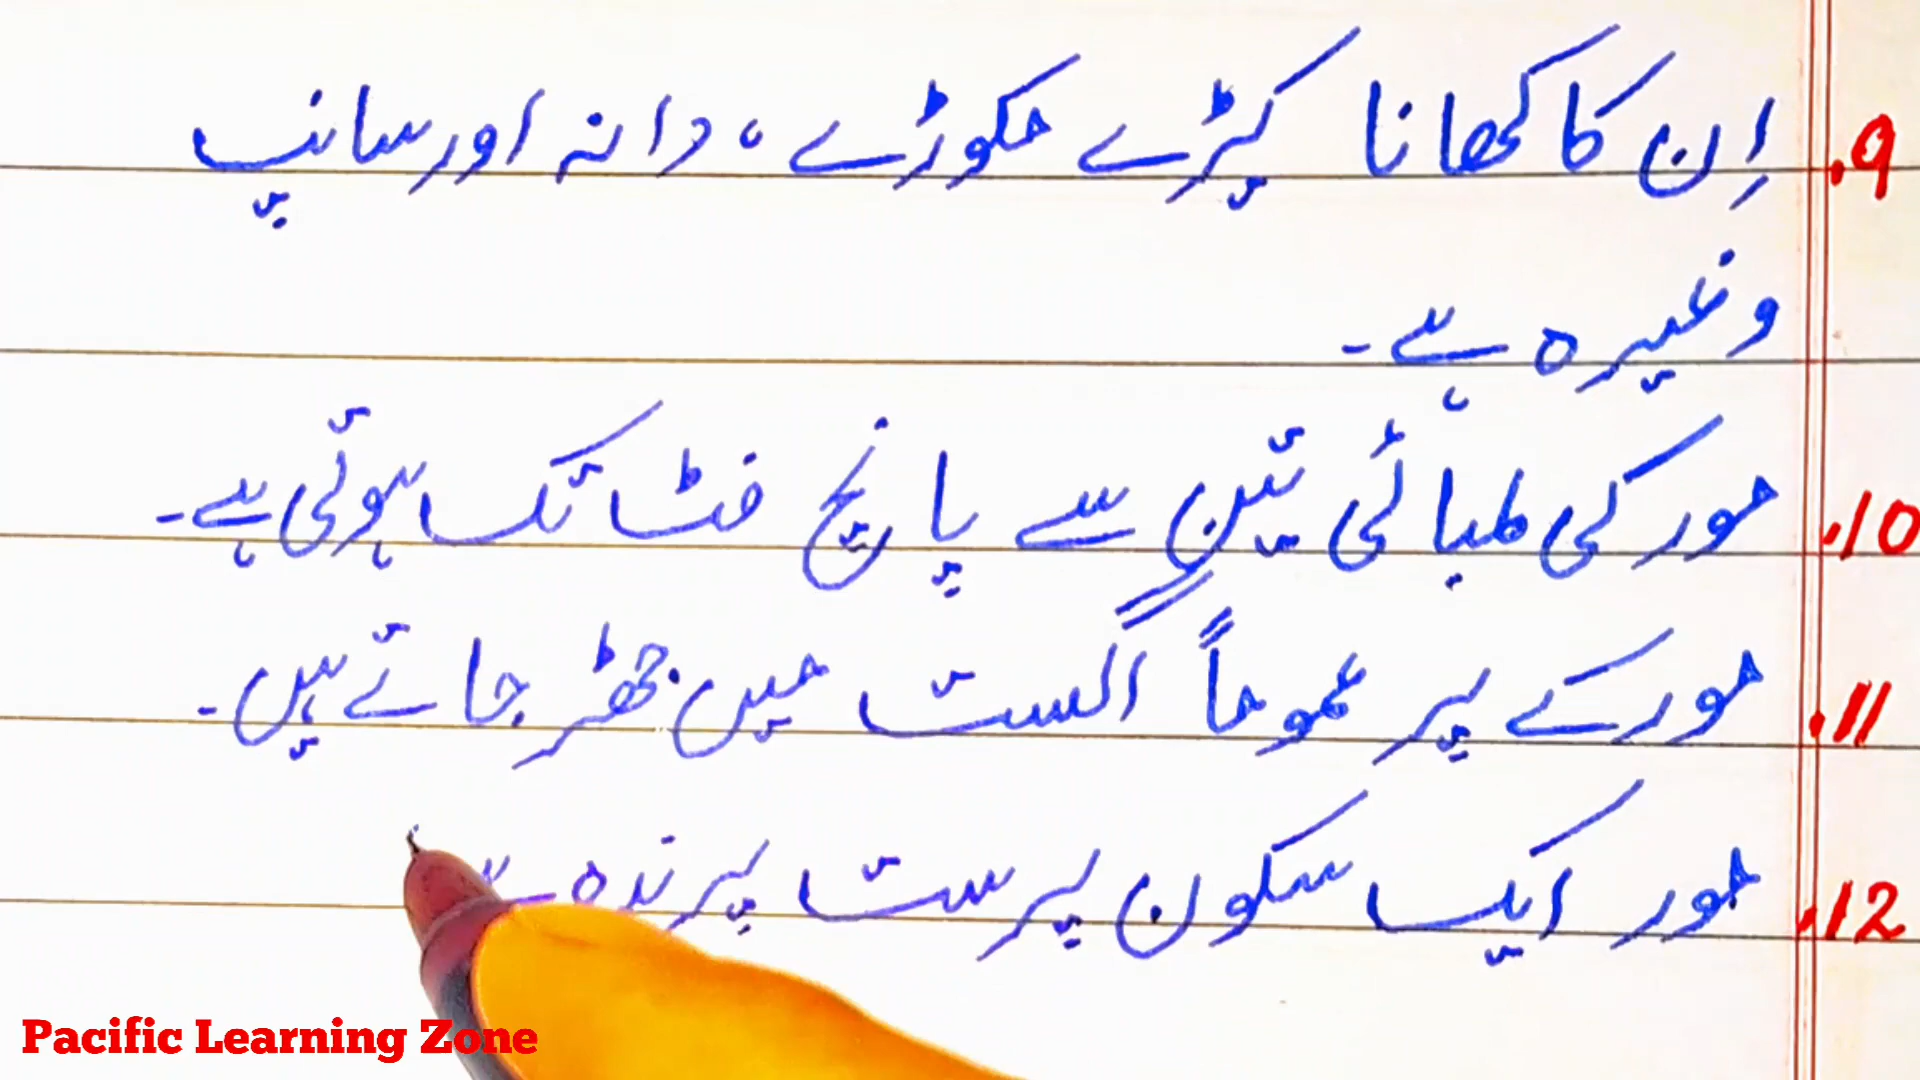 9. اِن کا کھانا کیڑے مکوڑے، دانہ اور سانپ
وغیرہ ہے۔
10. مور کی لمبائی تین سے پانچ فٹ تک ہوتی ہے۔
11. مور کے پر عموماً اگست میں جھڑ جاتے ہیں۔
12. مور ایک سکون پرست پرندہ
Pacific Learning Zone